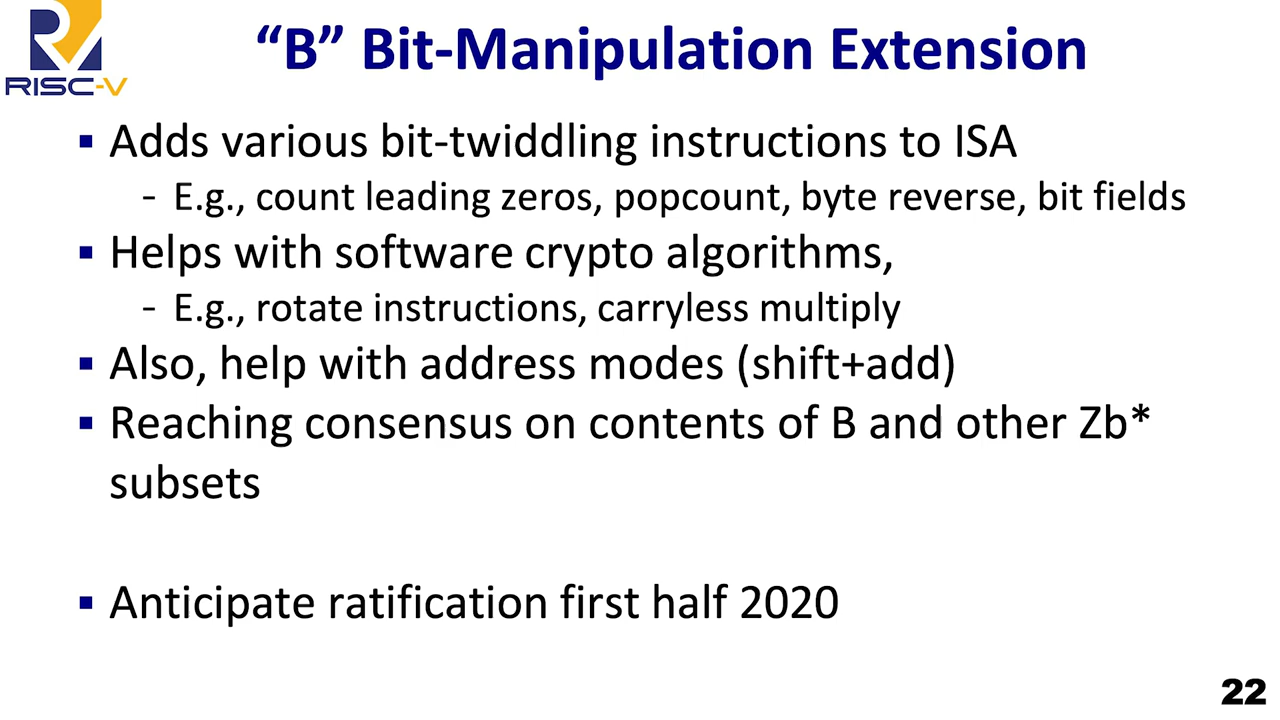 RISC-V
“B” Bit-Manipulation Extension
▪ Adds various bit-twiddling instructions to ISA
- E.g., count leading zeros, popcount, byte reverse, bit fields
▪ Helps with software crypto algorithms,
- E.g., rotate instructions, carryless multiply
▪ Also, help with address modes (shift+add)
▪ Reaching consensus on contents of B and other Zb*
subsets
▪ Anticipate ratification first half 2020
22